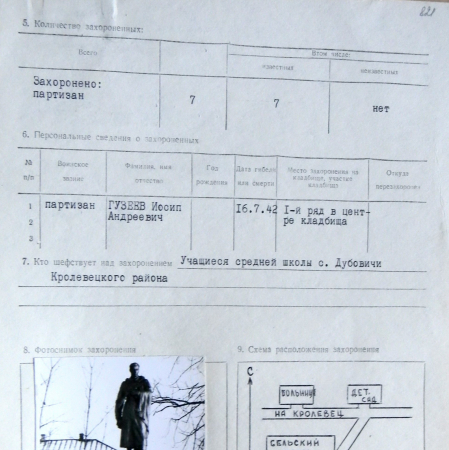 821
5. Количество захороненных:
Всего
В том числе:
известных
неизвестных
Захоронено:
партизан
7
7
нет
6. Персональные сведения о захороненных
№ п/п
Воинское звание
Фамилия, имя отчество
Год рождения
Дата гибели или смерти
Место захоронения на кладбище, участке кладбища
Откуда перезахоронен
1 партизан ГУЗЕЕВ Иосип Андреевич 16.7.42 I-й ряд в центре кладбища
2
3
7. Кто шефствует над захоронением Учащиеся средней школы с. Дубовичи
Кролевецкого района
8. Фотоснимок захоронения
9. Схема расположения захоронения
С
БОЛЬНИЦ
ДЕТ.
САД
НА КРОЛЕВЕЦ
СЕЛЬСКИЙ